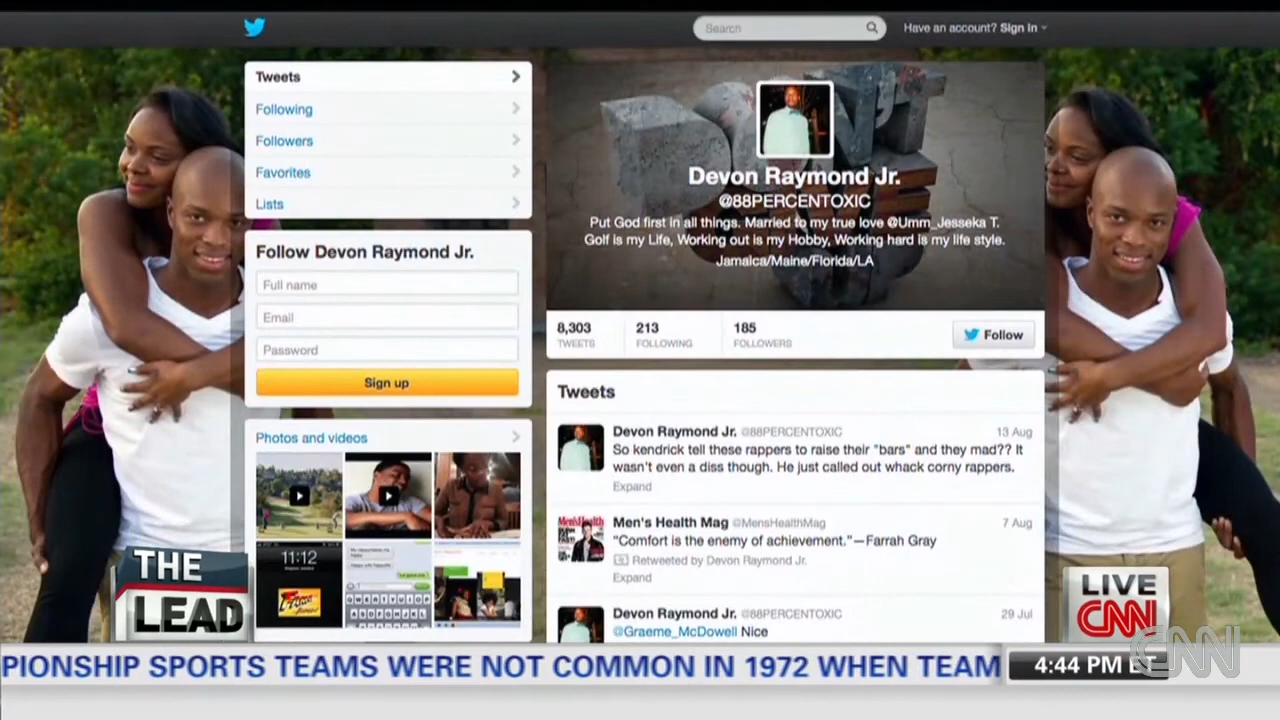 Search
Have an account? Sign in
Tweets
Following
Followers
Favorites
Lists
Follow Devon Raymond Jr.
Full name
Email
Password
Sign up
Photos and videos
11:12
Devon Raymond Jr.
@88PERCENTOXIC
Put God first in all things. Married to my true love @Umm_Jesseka T.
Golf is my Life, Working out is my Hobby, Working hard is my life style.
Jamaica/Maine/Florida/LA
8,303
TWEETS
213
FOLLOWING
185
FOLLOWERS
Follow
Tweets
Devon Raymond Jr. @88PERCENTOXIC 13 Aug
So kendrick tell these rappers to raise their "bars" and they mad?? It
wasn't even a diss though. He just called out whack corny rappers.
Expand
Men'sHealth
Men's Health Mag @MensHealthMag 7 Aug
"Comfort is the enemy of achievement."—Farrah Gray
Retweeted by Devon Raymond Jr.
Expand
Devon Raymond Jr. @88PERCENTOXIC 29 Jul
@Graeme_McDowell Nice
THE
LEAD
LIVE
CNN
PIONSHIP SPORTS TEAMS WERE NOT COMMON IN 1972 WHEN TEAM
4:44 PM ET
CNN